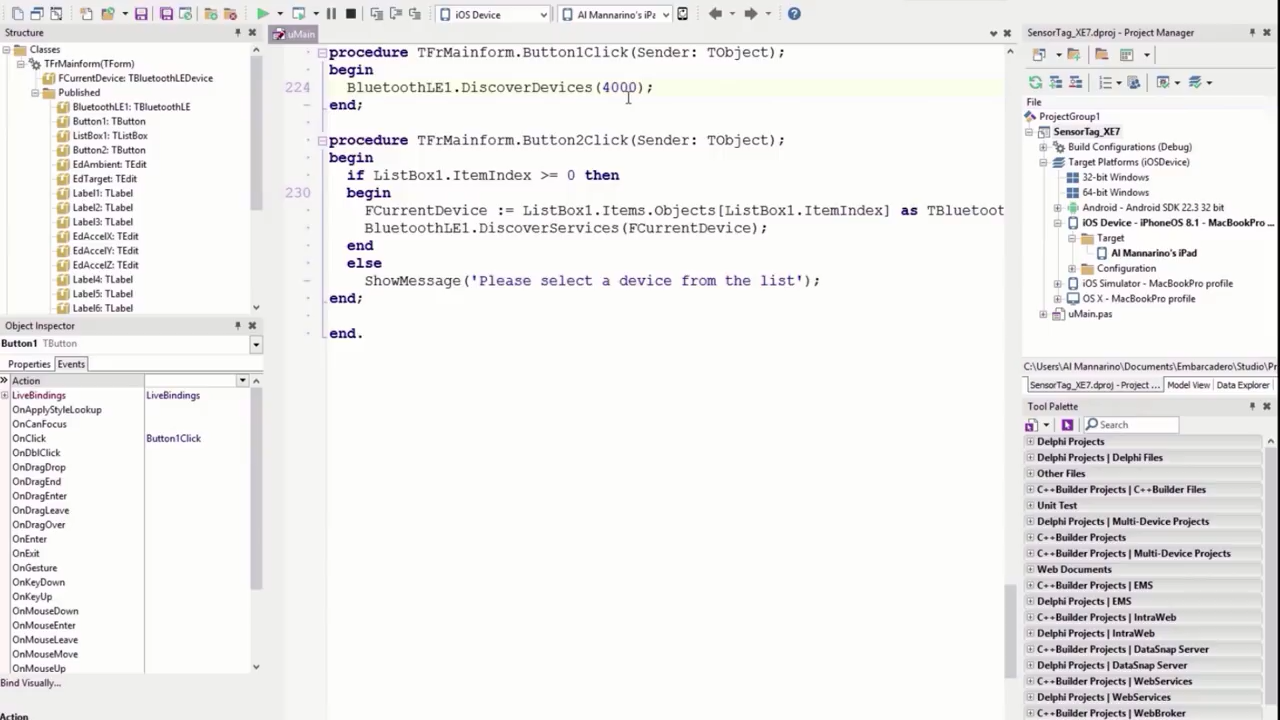 iOS Device
Al Mannarino's iPa
Structure
Classes
TFrMainform(TForm)
FCurrentDevice: TBluetoothLEDevice
Published
BluetoothLE1: TBluetoothLE
Button1: TButton
ListBox1: TListBox
Button2: TButton
EdAmbient: TEdit
EdTarget: TEdit
Label1: TLabel
Label2: TLabel
Label3: TLabel
EdAccelX: TEdit
EdAccelY: TEdit
EdAccelZ: TEdit
Label4: TLabel
Label5: TLabel
Label6: TLabel
Object Inspector
Button1 TButton
Properties Events
Action
LiveBindings LiveBindings
OnApplyStyleLookup
OnCanFocus
OnClick Button1Click
OnDblClick
OnDragDrop
OnDragEnd
OnDragEnter
OnDragLeave
OnDragOver
OnEnter
OnExit
OnGesture
OnKeyDown
OnKeyUp
OnMouseDown
OnMouseEnter
OnMouseLeave
OnMouseMove
OnMouseUp
Bind Visually...
Action
uMain
procedure TFrMainform.Button1Click(Sender: TObject);
begin
224 BluetoothLE1.DiscoverDevices(4000);
end;
procedure TFrMainform.Button2Click(Sender: TObject);
begin
if ListBox1.ItemIndex >= 0 then
230 begin
FCurrentDevice := ListBox1.Items.Objects[ListBox1.ItemIndex] as TBluetoot
BluetoothLE1.DiscoverServices(FCurrentDevice);
end
else
ShowMessage('Please select a device from the list');
end;
end.
SensorTag_XE7.dproj - Project Manager
File
ProjectGroup1
SensorTag_XE7
Build Configurations (Debug)
Target Platforms (iOSDevice)
32-bit Windows
64-bit Windows
Android - Android SDK 22.3 32 bit
iOS Device - iPhoneOS 8.1 - MacBookPro ...
Target
Al Mannarino's iPad
Configuration
iOS Simulator - MacBookPro profile
OS X - MacBookPro profile
uMain.pas
C:\Users\Al Mannarino\Documents\Embarcadero\Studio\Pr
SensorTag_XE7.dproj - Project ... Model View Data Explorer
Tool Palette
Search
Delphi Projects
Delphi Projects | Delphi Files
Other Files
C++Builder Projects | C++Builder Files
Unit Test
Delphi Projects | Multi-Device Projects
C++Builder Projects
C++Builder Projects | Multi-Device Projects
Web Documents
C++Builder Projects | EMS
Delphi Projects | EMS
C++Builder Projects | IntraWeb
Delphi Projects | IntraWeb
C++Builder Projects | DataSnap Server
Delphi Projects | DataSnap Server
C++Builder Projects | WebServices
Delphi Projects | WebServices
C++Builder Projects | WebBroker